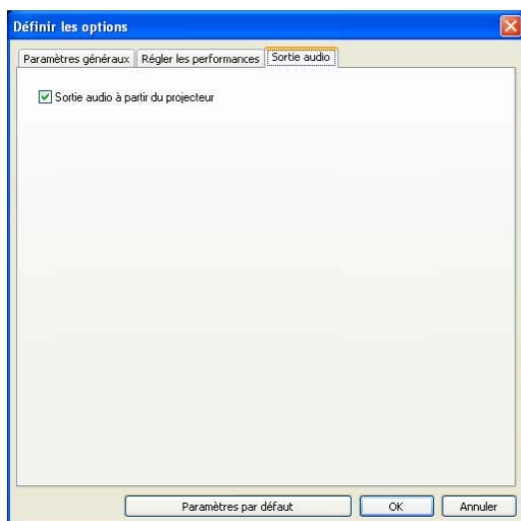 Définir les options
Paramètres généraux Régler les performances Sortie audio
Sortie audio à partir du projecteur
Paramètres par défaut OK Annuler